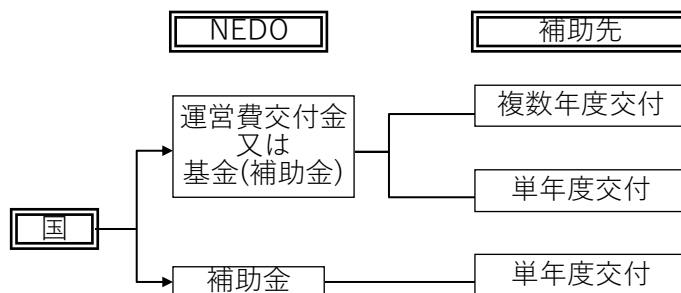 NEDO
補助先
運営費交付金
又は
基金(補助金)
複数年度交付
単年度交付
国
補助金
単年度交付